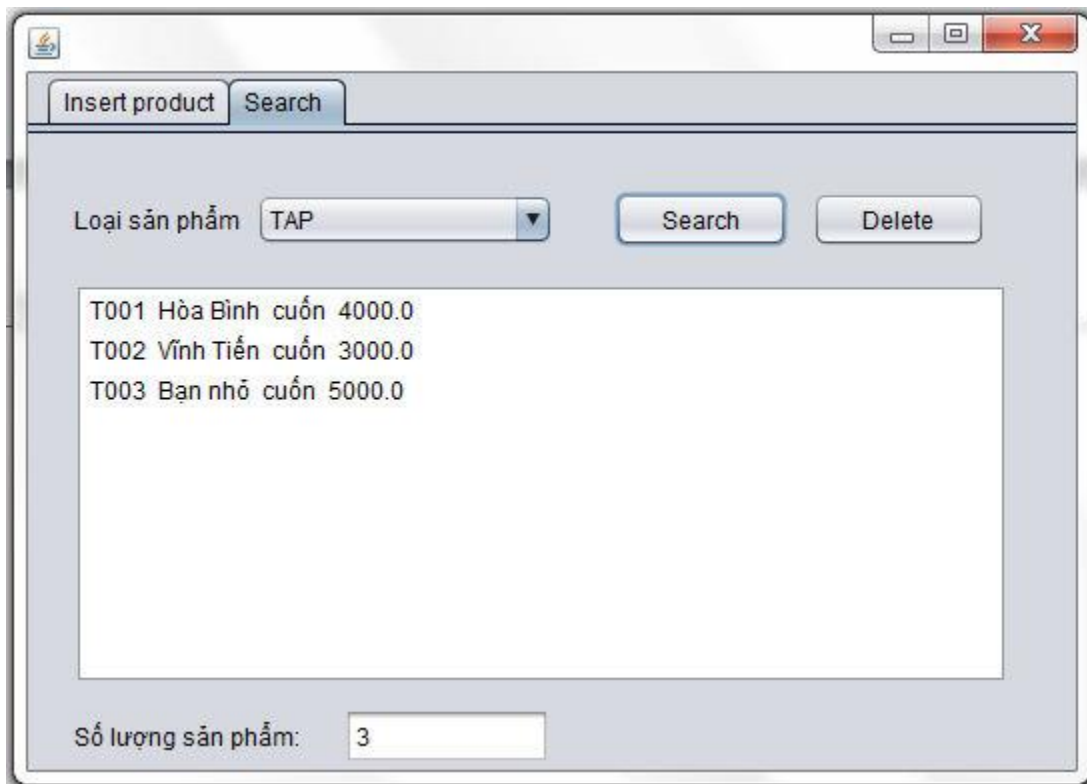 Insert product Search
Loại sản phẩm TAP Search Delete
T001 Hòa Bình cuốn 4000.0
T002 Vĩnh Tiến cuốn 3000.0
T003 Bạn nhỏ cuốn 5000.0
Số lượng sản phẩm: 3